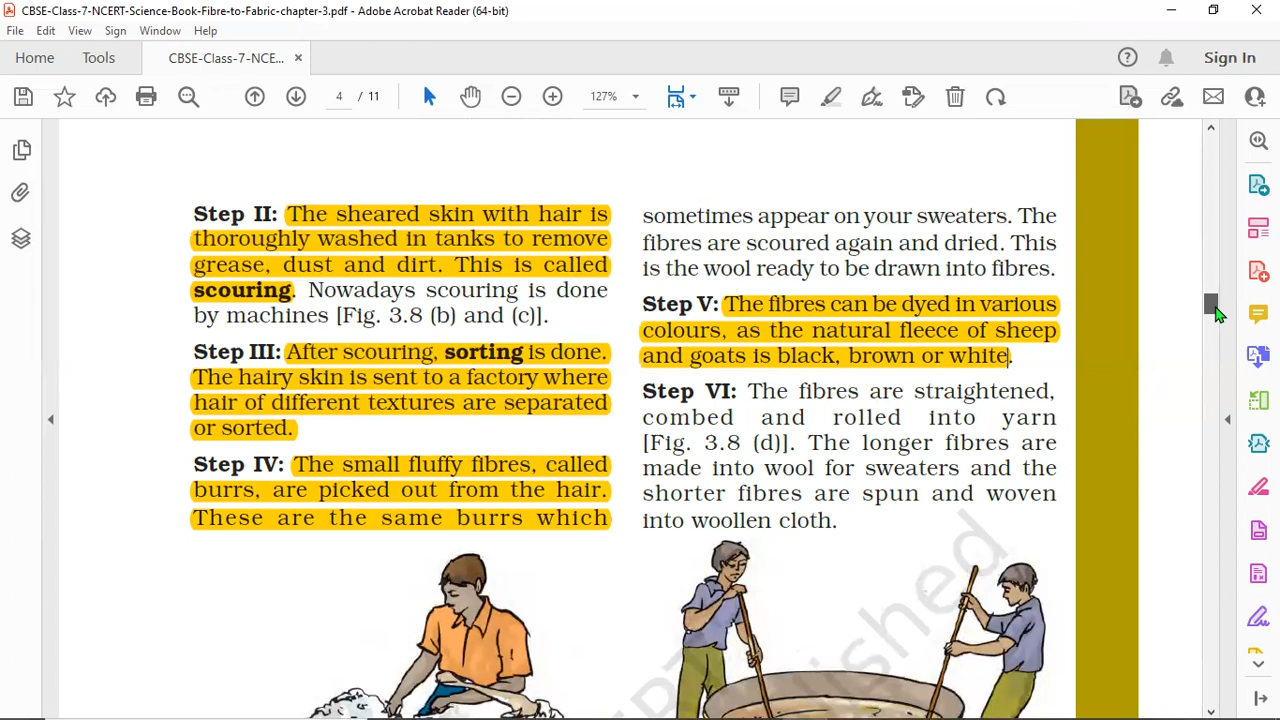 CBSE-Class-7-NCERT-Science-Book-Fibre-to-Fabric-chapter-3.pdf - Adobe Acrobat Reader (64-bit)
File Edit View Sign Window Help
Home Tools CBSE-Class-7-NCE... × Sign In
4 / 11 127%
Step II: The sheared skin with hair is
thoroughly washed in tanks to remove
grease, dust and dirt. This is called
scouring. Nowadays scouring is done
by machines [Fig. 3.8 (b) and (c)].
Step III: After scouring, sorting is done.
The hairy skin is sent to a factory where
hair of different textures are separated
or sorted.
Step IV: The small fluffy fibres, called
burrs, are picked out from the hair.
These are the same burrs which
sometimes appear on your sweaters. The
fibres are scoured again and dried. This
is the wool ready to be drawn into fibres.
Step V: The fibres can be dyed in various
colours, as the natural fleece of sheep
and goats is black, brown or white.
Step VI: The fibres are straightened,
combed and rolled into yarn
[Fig. 3.8 (d)]. The longer fibres are
made into wool for sweaters and the
shorter fibres are spun and woven
into woollen cloth.